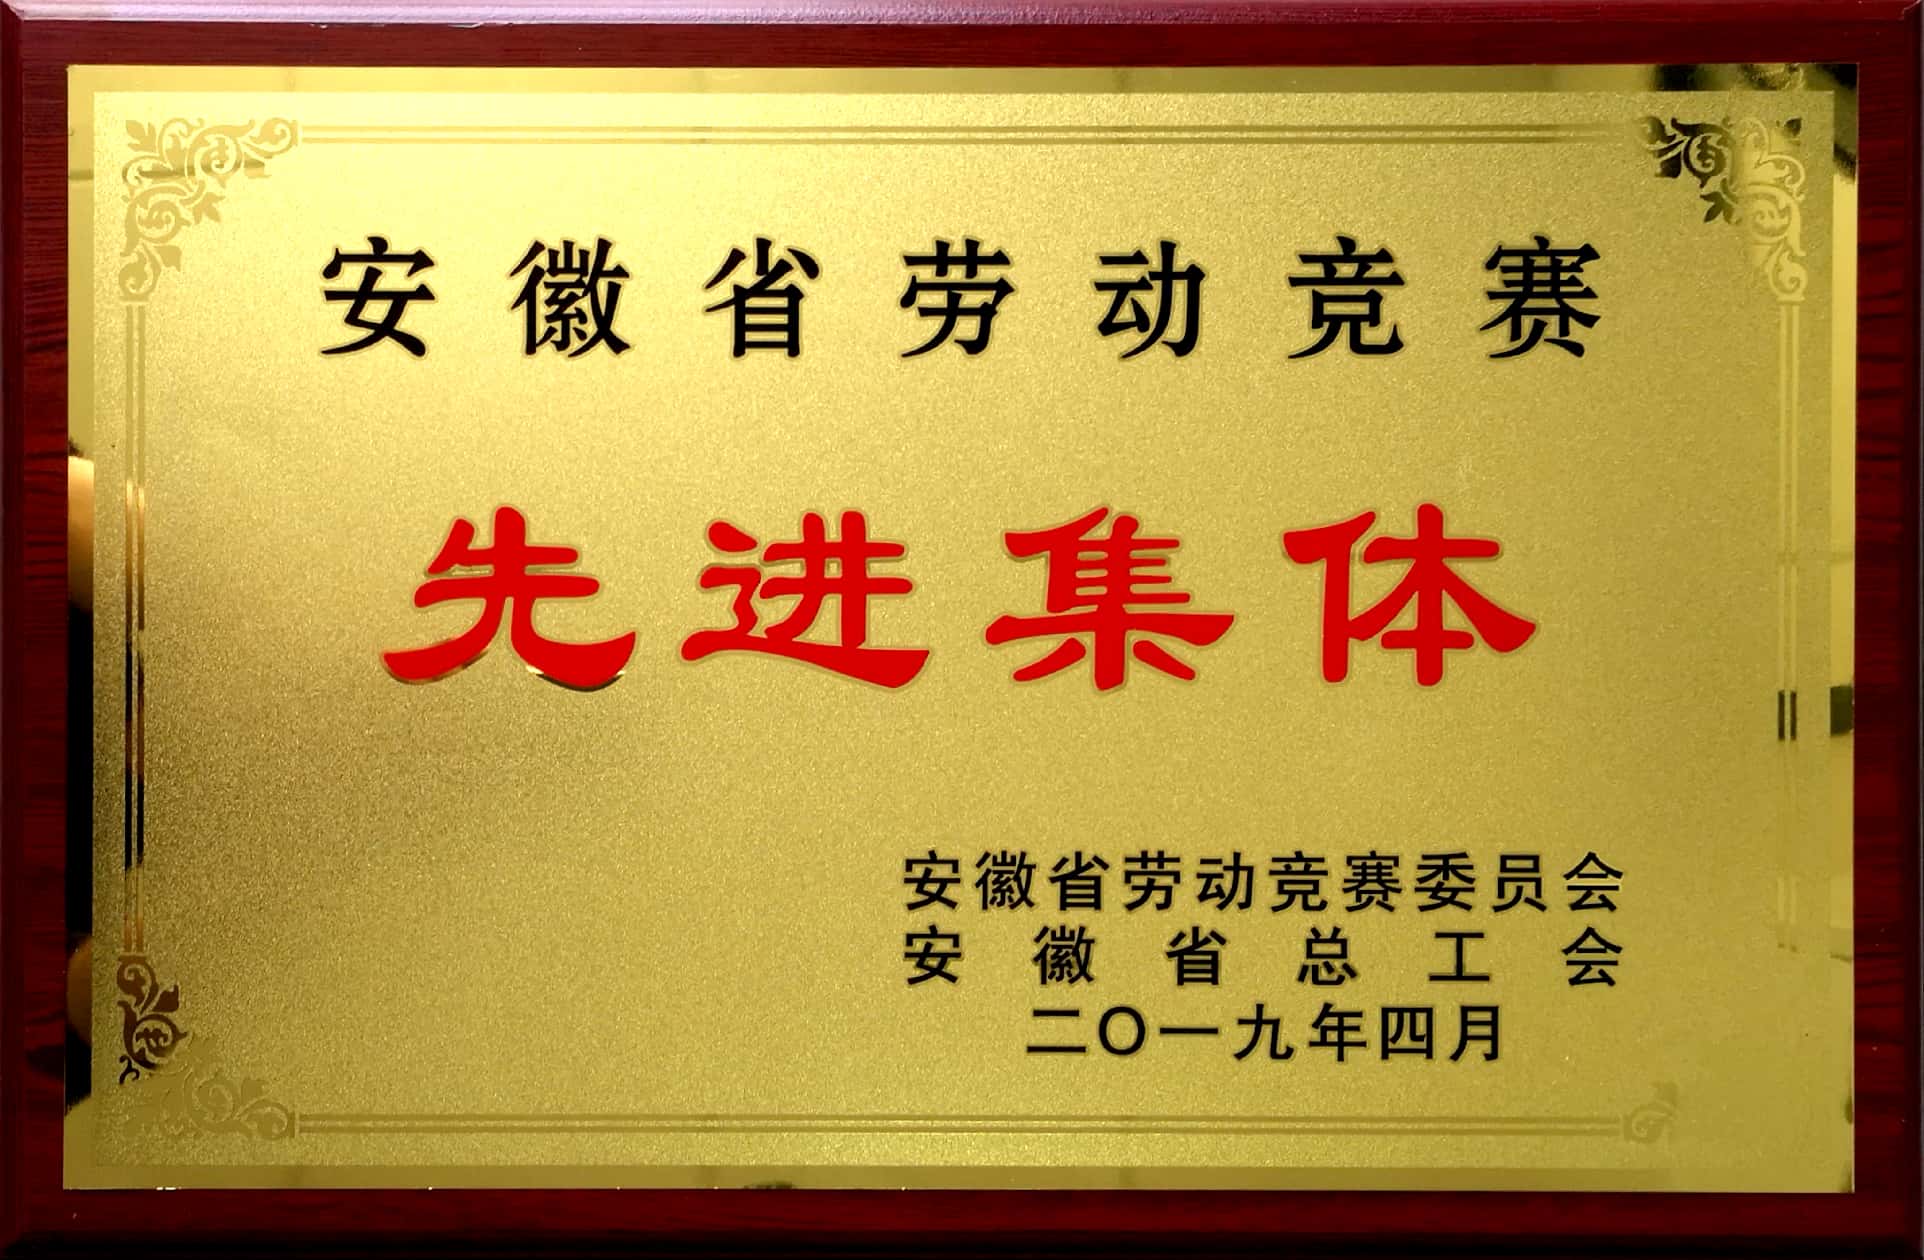 安徽省劳动竞赛
先进集体
安徽省劳动竞赛委员会
安徽省总工会
二〇一九年四月